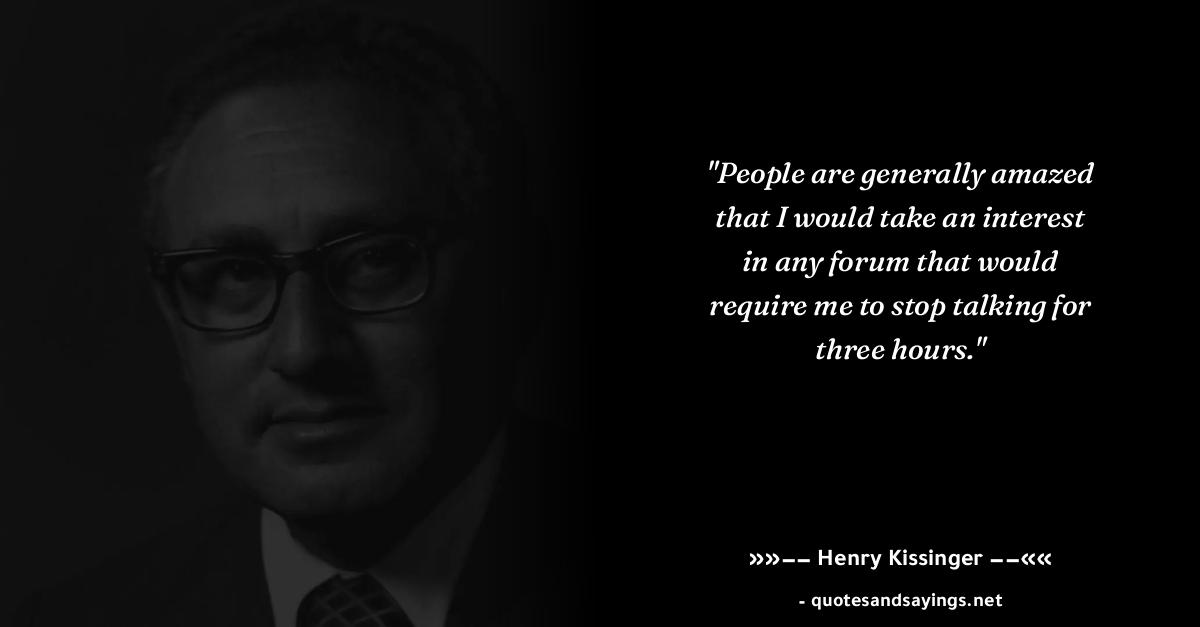 "People are generally amazed
that I would take an interest
in any forum that would
require me to stop talking for
three hours."
»»−− Henry Kissinger −−««
- quotesandsayings.net